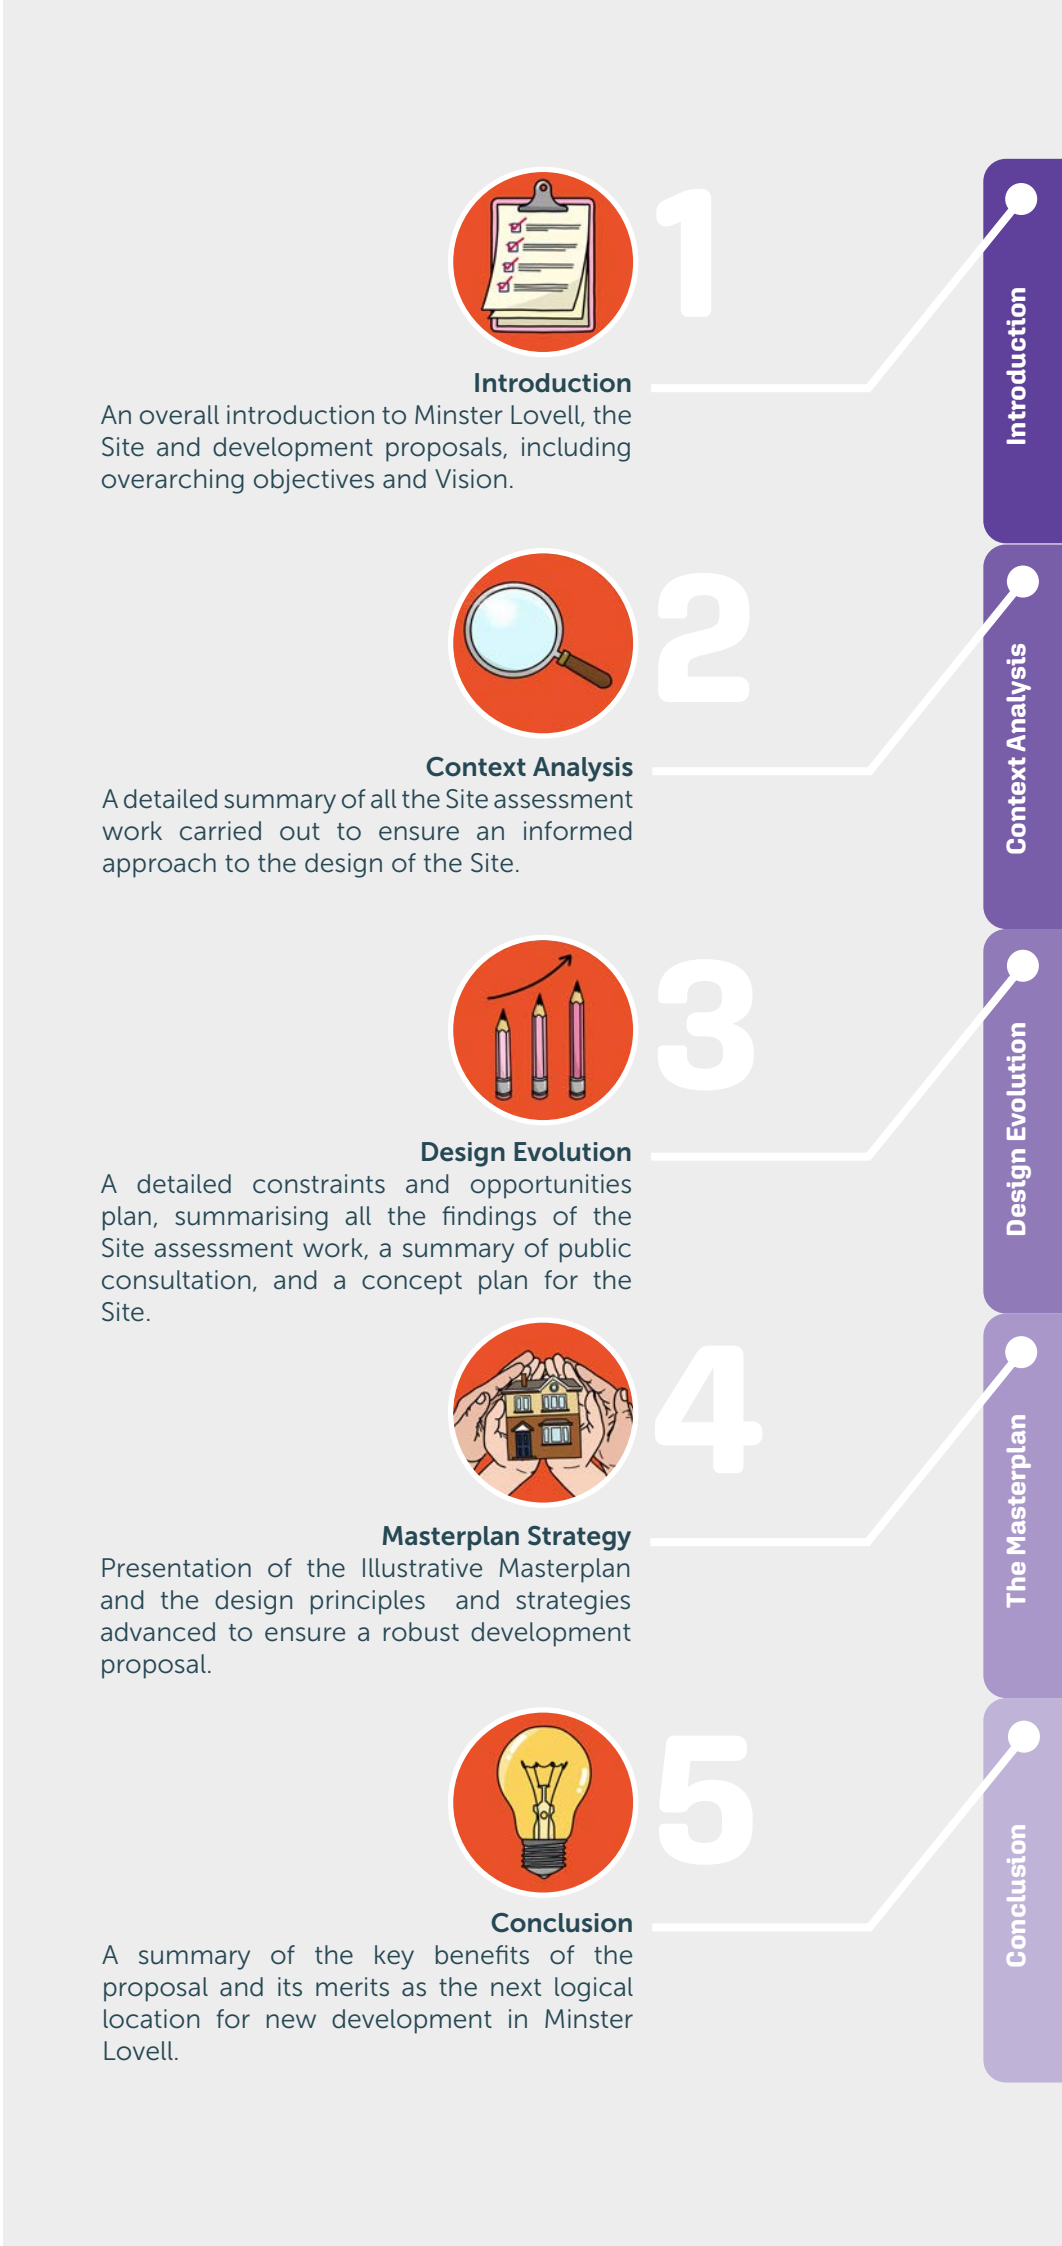 1
Introduction
An overall introduction to Minster Lovell, the
Site and development proposals, including
overarching objectives and Vision.
Introduction
2
Context Analysis
A detailed summary of all the Site assessment
work carried out to ensure an informed
approach to the design of the Site.
Context Analysis
3
Design Evolution
A detailed constraints and opportunities
plan, summarising all the findings of the
Site assessment work, a summary of public
consultation, and a concept plan for the
Site.
Design Evolution
4
Masterplan Strategy
Presentation of the Illustrative Masterplan
and the design principles and strategies
advanced to ensure a robust development
proposal.
The Masterplan
5
Conclusion
A summary of the key benefits of the
proposal and its merits as the next logical
location for new development in Minster
Lovell.
Conclusion